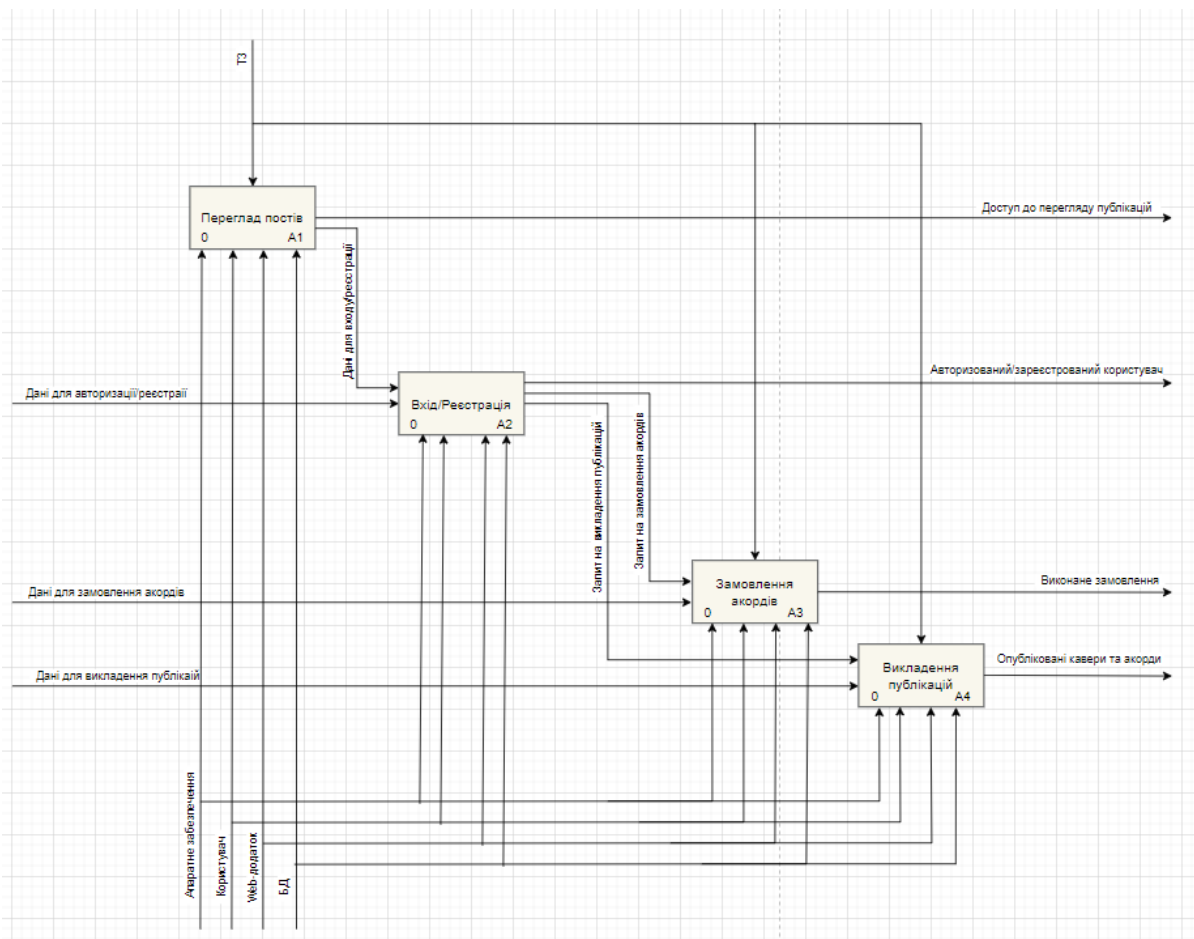 ТЗ
Переглад постів
0 А1
Доступ до перегляду публікацій
Дані для входу/реєстрації
Дані для авторизації/реєстраії
Вхід/Реєстрація
0 А2
Авторизований/зареєстрований користувач
Запит на викладення публікацій
Запит на замовлення акордів
Дані для замовлення акордів
Замовлення
акордів
0 А3
Виконане замовлення
Дані для викладення публікаій
Викладення
публікацій
0 А4
Опубліковані кавери та акорди
Апаратне забезпечення
Користувач
Web-додаток
БД